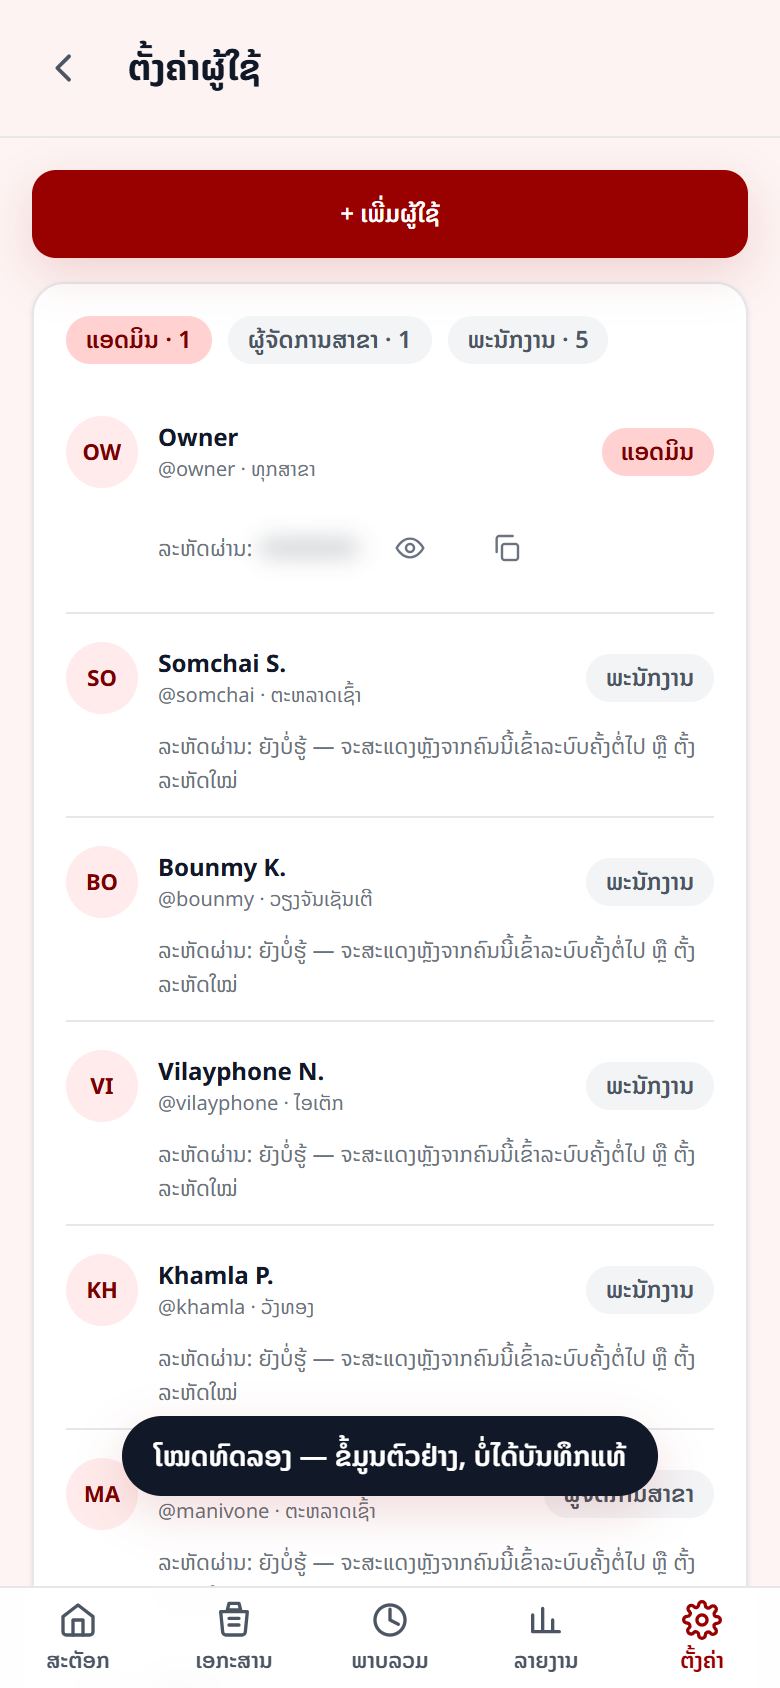 ຕັ້ງຄ່າຜູ້ໃຊ້
+ ເພີ່ມຜູ້ໃຊ້
ແອດມິນ · 1
ຜູ້ຈັດການສາຂາ · 1
ພະນັກງານ · 5
OW
Owner
@owner · ທຸກສາຂາ
ແອດມິນ
ລະຫັດຜ່ານ:
SO
Somchai S.
@somchai · ຕະຫລາດເຊົ້າ
ພະນັກງານ
ລະຫັດຜ່ານ: ຍັງບໍ່ຮູ້ — ຈະສະແດງຫຼັງຈາກຄົນນີ້ເຂົ້າລະບົບຄັ້ງຕໍ່ໄປ ຫຼື ຕັ້ງ
ລະຫັດໃໝ່
BO
Bounmy K.
@bounmy · ວຽງຈັນເຊັນເຕີ
ພະນັກງານ
ລະຫັດຜ່ານ: ຍັງບໍ່ຮູ້ — ຈະສະແດງຫຼັງຈາກຄົນນີ້ເຂົ້າລະບົບຄັ້ງຕໍ່ໄປ ຫຼື ຕັ້ງ
ລະຫັດໃໝ່
VI
Vilayphone N.
@vilayphone · ໄອເຕັກ
ພະນັກງານ
ລະຫັດຜ່ານ: ຍັງບໍ່ຮູ້ — ຈະສະແດງຫຼັງຈາກຄົນນີ້ເຂົ້າລະບົບຄັ້ງຕໍ່ໄປ ຫຼື ຕັ້ງ
ລະຫັດໃໝ່
KH
Khamla P.
@khamla · ວັງທອງ
ພະນັກງານ
ລະຫັດຜ່ານ: ຍັງບໍ່ຮູ້ — ຈະສະແດງຫຼັງຈາກຄົນນີ້ເຂົ້າລະບົບຄັ້ງຕໍ່ໄປ ຫຼື ຕັ້ງ
ລະຫັດໃໝ່
ໂໝດທົດລອງ — ຂໍ້ມູນຕົວຢ່າງ, ບໍ່ໄດ້ບັນທຶກແທ້
MA
@manivone · ຕະຫລາດເຊົ້າ
ຜູ້ຈັດການສາຂາ
ລະຫັດຜ່ານ: ຍັງບໍ່ຮູ້ — ຈະສະແດງຫຼັງຈາກຄົນນີ້ເຂົ້າລະບົບຄັ້ງຕໍ່ໄປ ຫຼື ຕັ້ງ
ສະຕັອກ
ເອກະສານ
ພາບລວມ
ລາຍງານ
ຕັ້ງຄ່າ